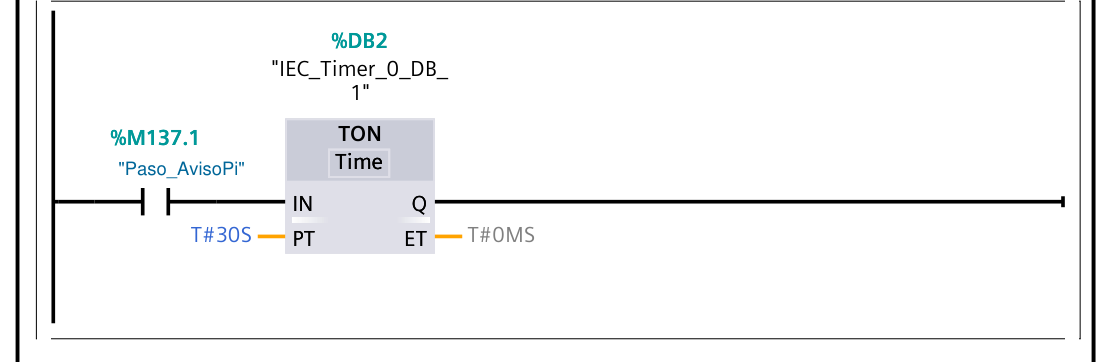 %DB2
"IEC_Timer_0_DB_
1"
%M137.1
"Paso_AvisoPi"
TON
Time
IN
Q
T#30S
PT
ET
T#0MS